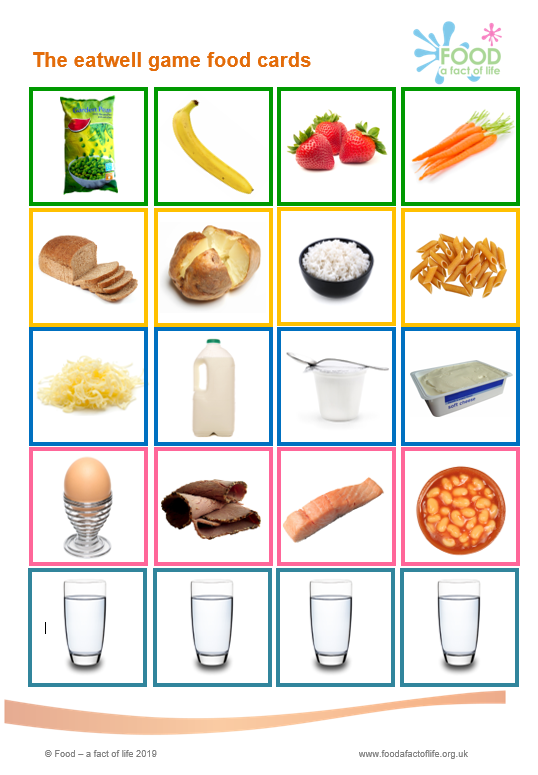 The eatwell game food cards
FOOD
a fact of life
Garden Peas
soft cheese
© Food – a fact of life 2019
www.foodafactoflife.org.uk